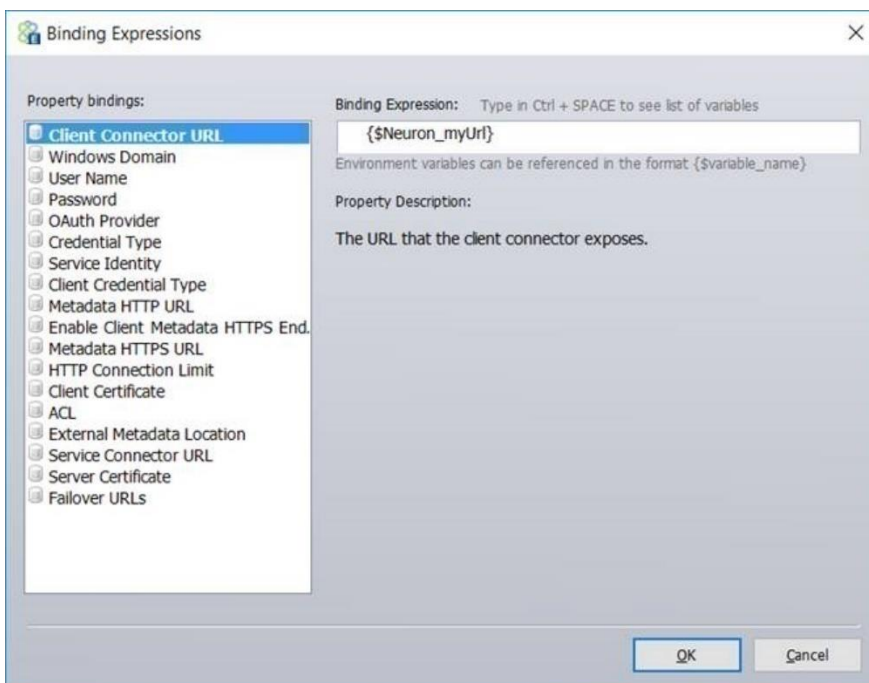 Binding Expressions
Property bindings:
Client Connector URL
Windows Domain
User Name
Password
OAuth Provider
Credential Type
Service Identity
Client Credential Type
Metadata HTTP URL
Enable Client Metadata HTTPS End.
Metadata HTTPS URL
HTTP Connection Limit
Client Certificate
ACL
External Metadata Location
Service Connector URL
Server Certificate
Failover URLs
Binding Expression: Type in Ctrl + SPACE to see list of variables
{$Neuron_myUrl}
Environment variables can be referenced in the format {$variable_name}
Property Description:
The URL that the client connector exposes.
OK Cancel